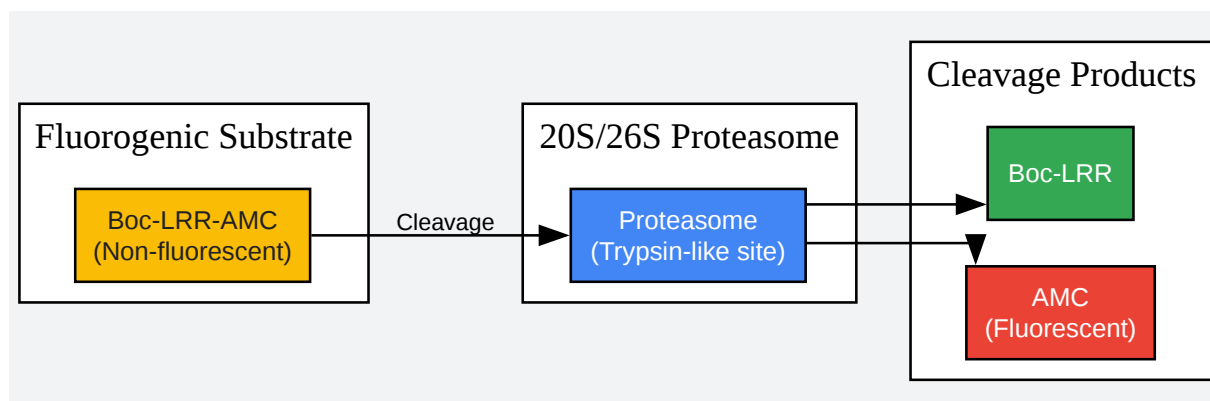 Fluorogenic Substrate
Boc-LRR-AMC
(Non-fluorescent)
Cleavage
20S/26S Proteasome
Proteasome
(Trypsin-like site)
Cleavage Products
Boc-LRR
AMC
(Fluorescent)